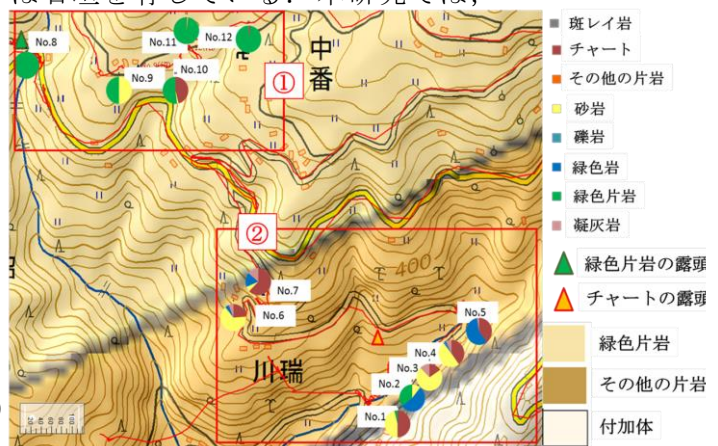 は石垣を有している．本研究では，
No.8
No.11
No.12
No.9
No.10
①
中番
②
400
No.7
No.6
No.5
No.4
No.3
No.2
No.1
川瑞
斑レイ岩
チャート
その他の片岩
砂岩
礫岩
緑色岩
緑色片岩
凝灰岩
緑色片岩の露頭
チャートの露頭
緑色片岩
その他の片岩
付加体